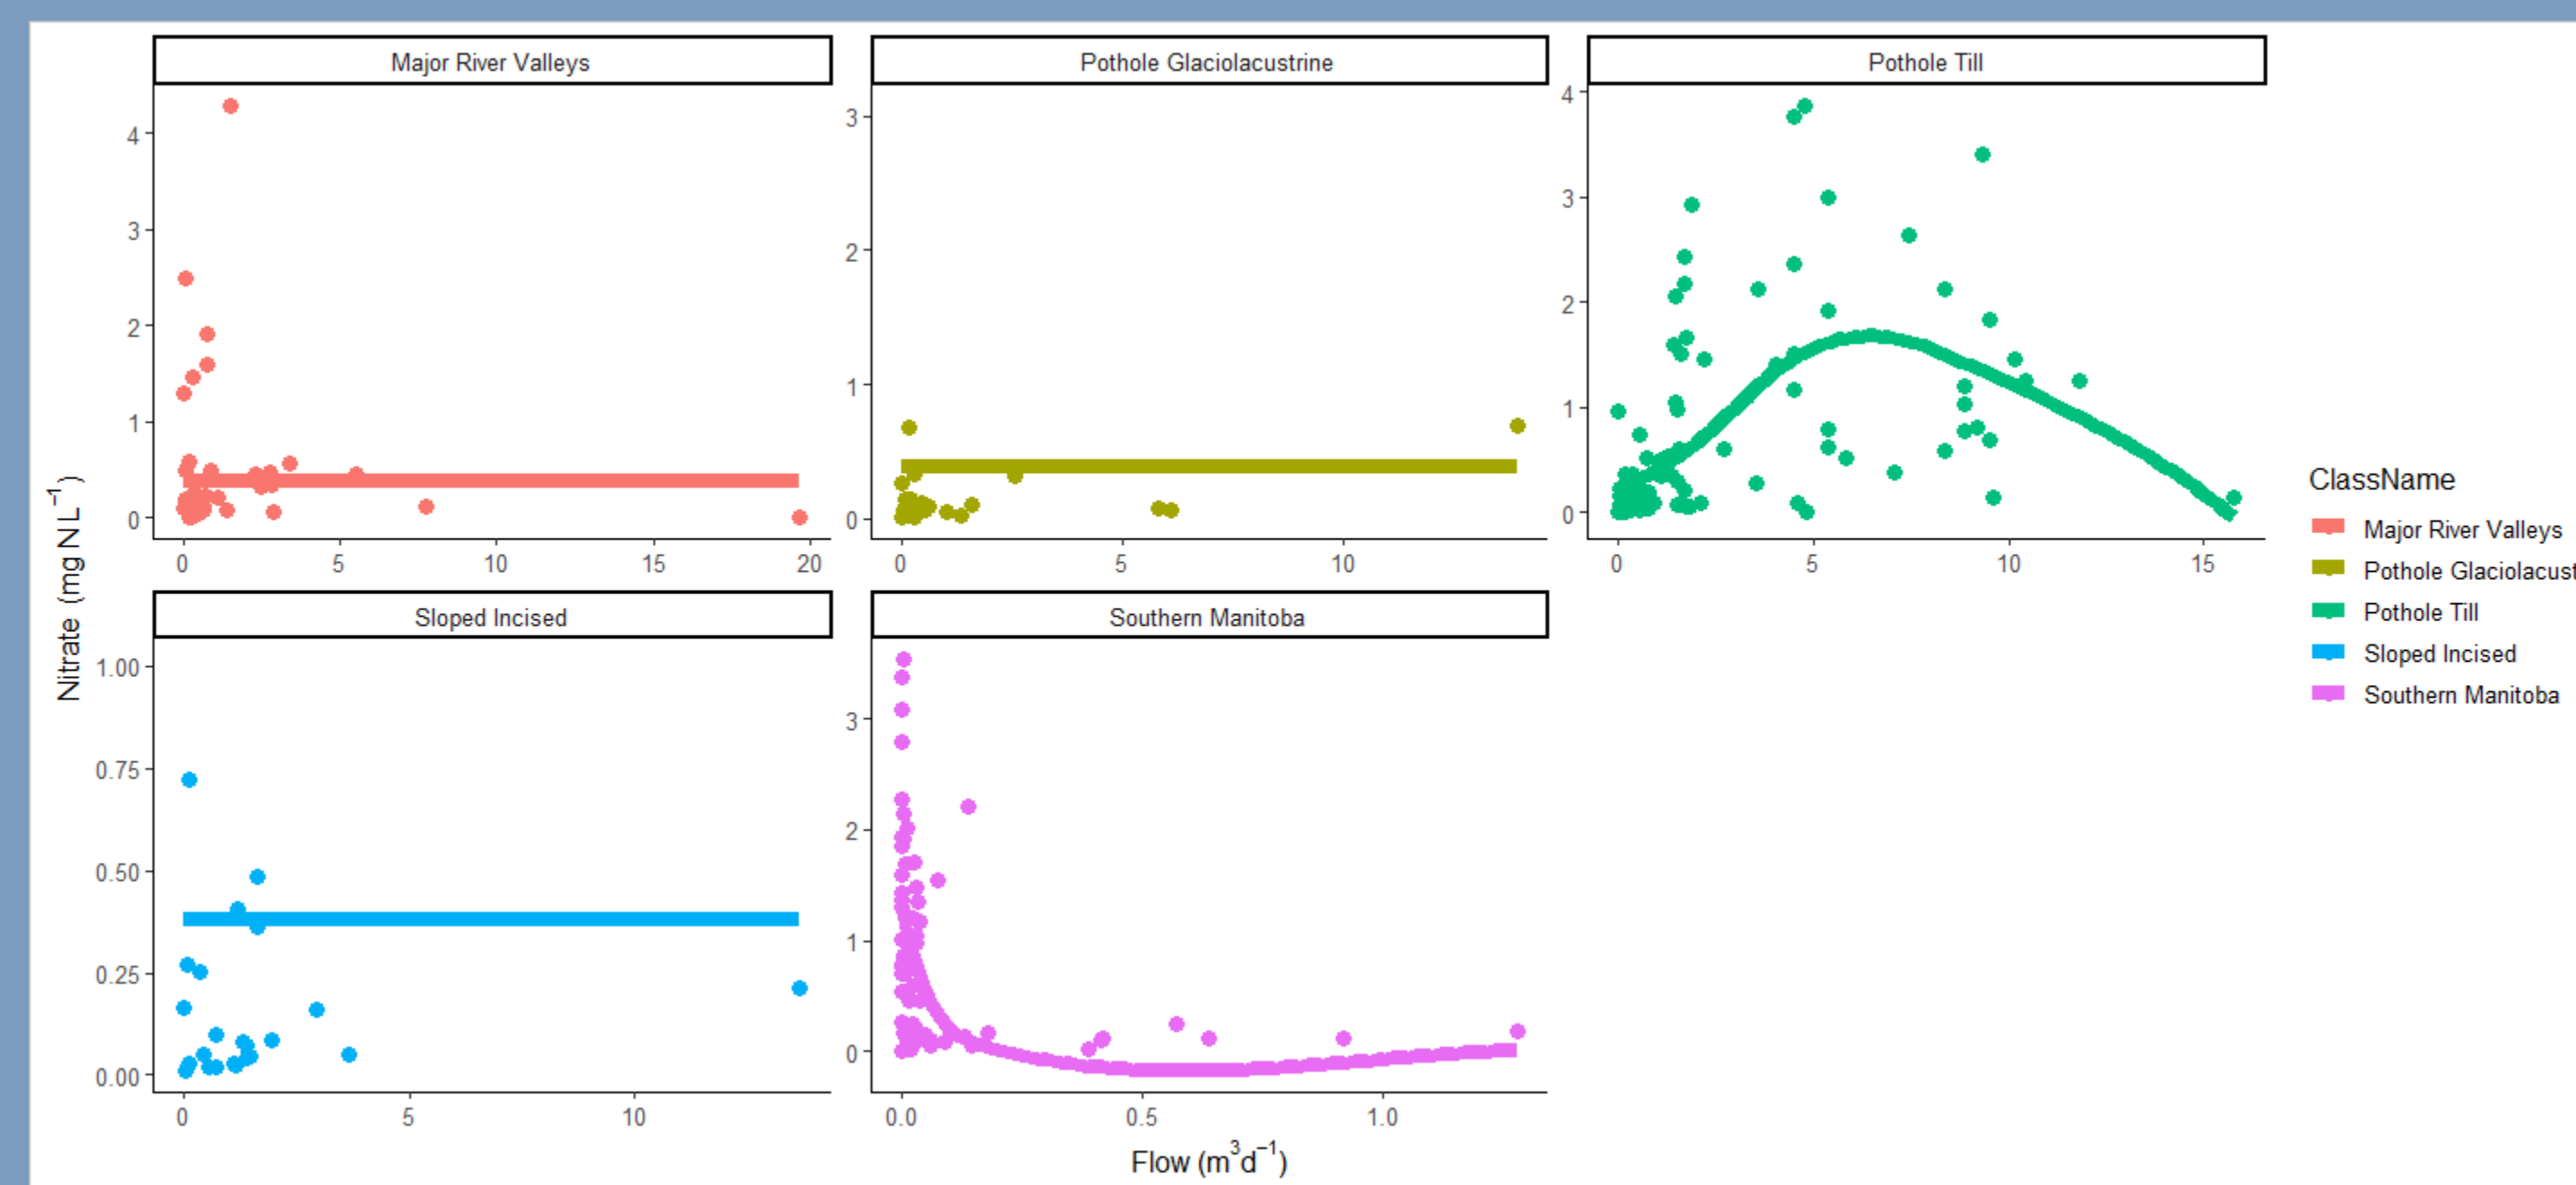 Major River Valleys
Pothole Glaciolacustrine
Pothole Till
4
3
2
1
0
0 5 10 15 20
3
2
1
0
0 5 10
4
3
2
1
0
0 5 10 15
Nitrate (mg N L⁻¹)
Sloped Incised
Southern Manitoba
1.00
0.75
0.50
0.25
0.00
0 5 10
3
2
1
0
0.0 0.5 1.0
Flow (m³d⁻¹)
ClassName
Major River Valleys
Pothole Glaciolacust
Pothole Till
Sloped Incised
Southern Manitoba